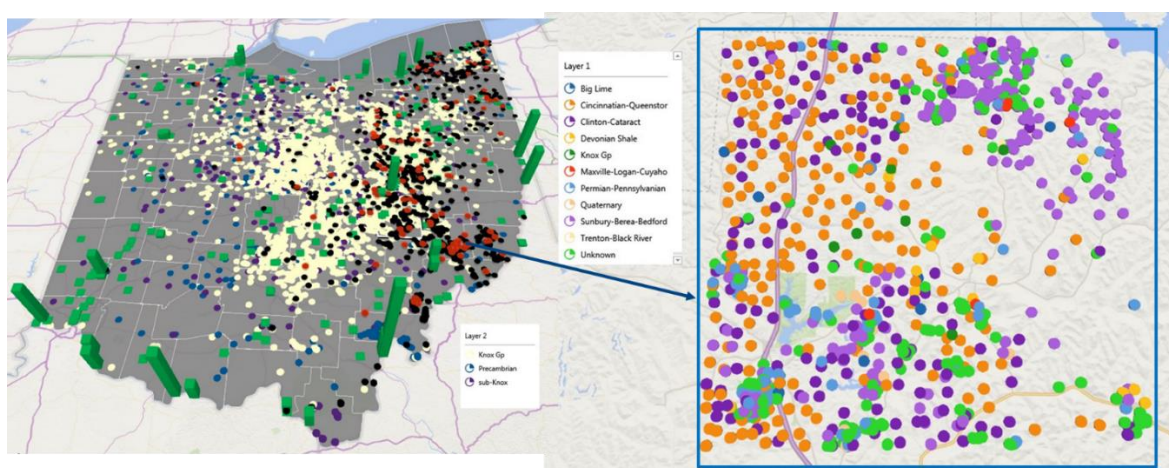 Layer 1
Big Lime
Cincinnatian-Queenstor
Clinton-Cataract
Devonian Shale
Knox Gp
Maxville-Logan-Cuyaho
Permian-Pennsylvanian
Quaternary
Sunbury-Berea-Bedford
Trenton-Black River
Unknown
Layer 2
Knox Gp
Precambrian
sub-Knox